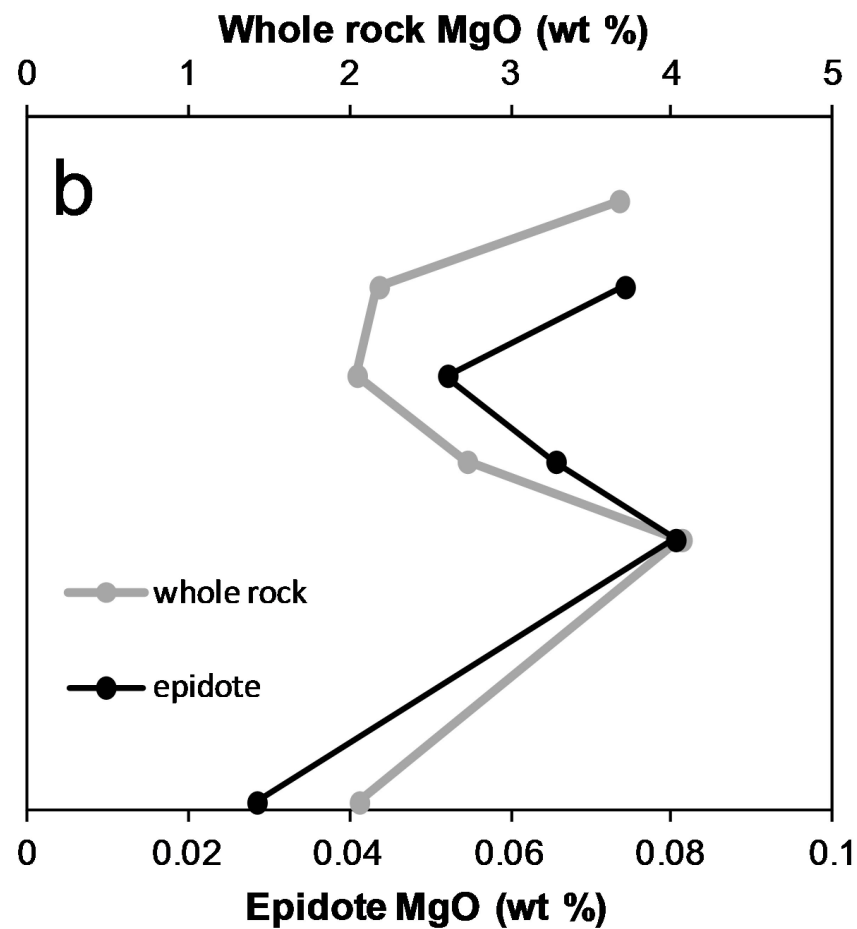 Whole rock MgO (wt %)
0 1 2 3 4 5
b
whole rock
epidote
0 0.02 0.04 0.06 0.08 0.1
Epidote MgO (wt %)